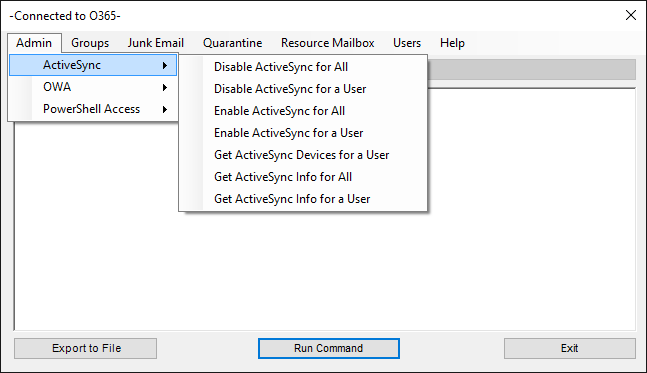 -Connected to O365-
Admin Groups Junk Email Quarantine Resource Mailbox Users Help
ActiveSync
OWA
PowerShell Access
Disable ActiveSync for All
Disable ActiveSync for a User
Enable ActiveSync for All
Enable ActiveSync for a User
Get ActiveSync Devices for a User
Get ActiveSync Info for All
Get ActiveSync Info for a User
Export to File Run Command Exit